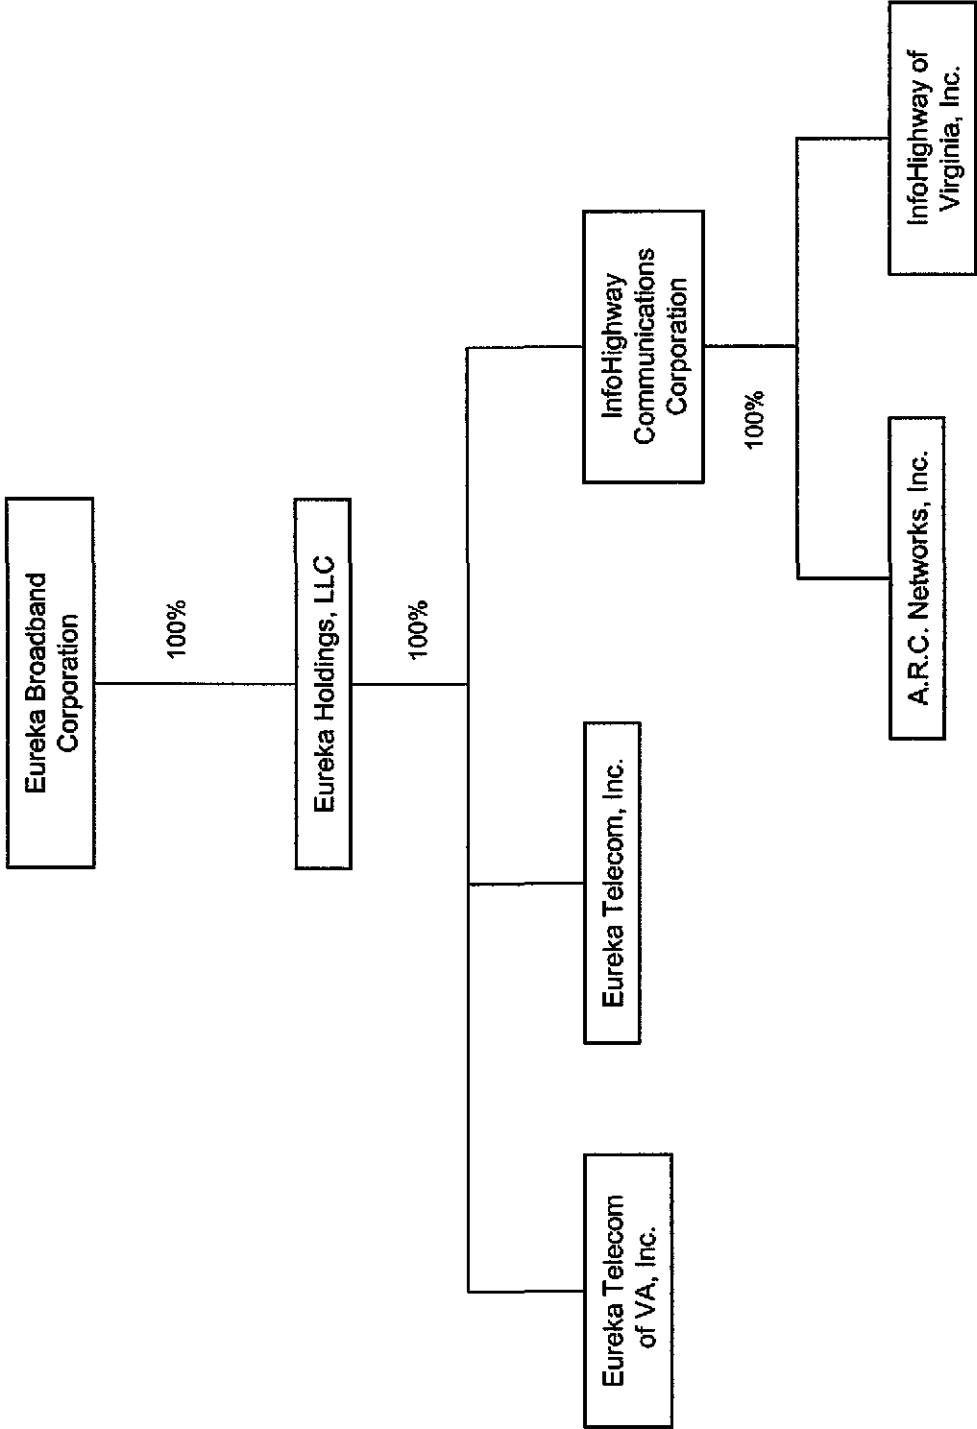 Eureka Broadband
Corporation
100%
Eureka Holdings, LLC
100%
Eureka Telecom
of VA, Inc.
Eureka Telecom, Inc.
InfoHighway
Communications
Corporation
100%
A.R.C. Networks, Inc.
InfoHighway of
Virginia, Inc.